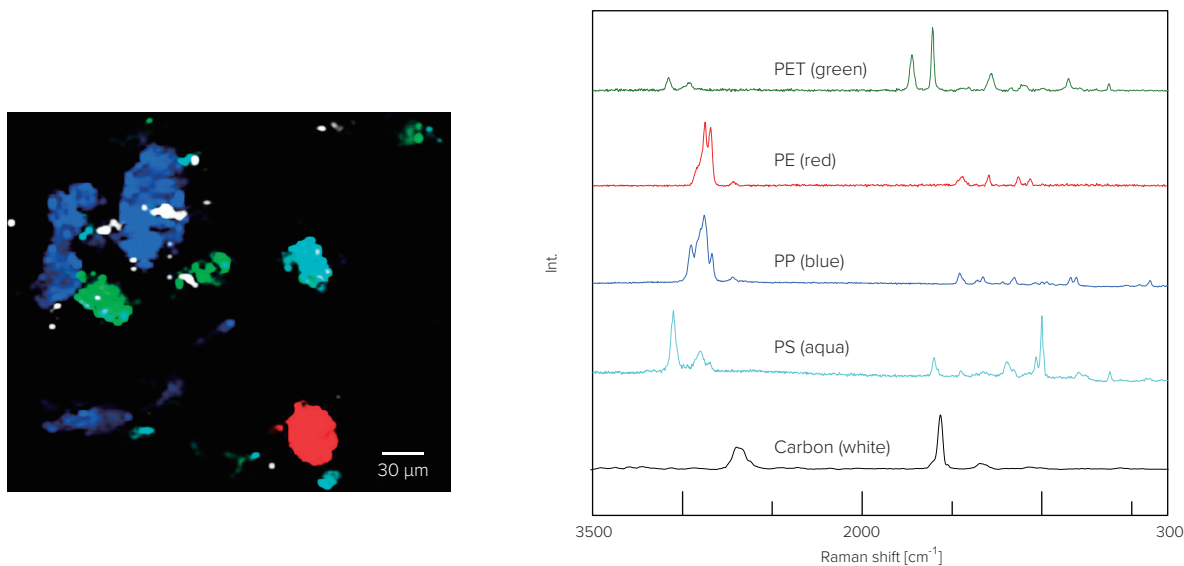 30 μm
PET (green)
PE (red)
PP (blue)
PS (aqua)
Carbon (white)
Int.
3500 2000 300
Raman shift [cm⁻¹]